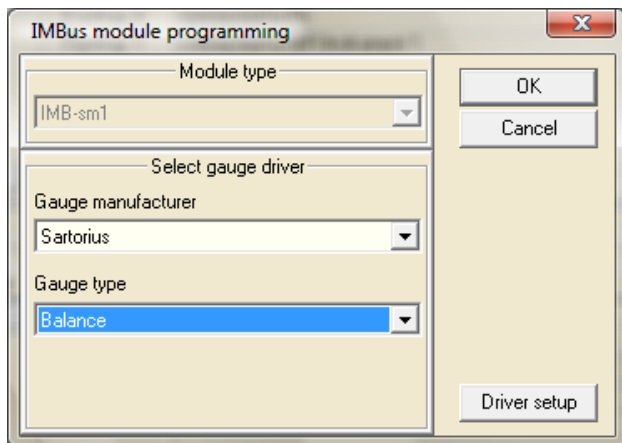 IMBus module programming
Module type
IMB-sm1
Select gauge driver
Gauge manufacturer
Sartorius
Gauge type
Balance
OK
Cancel
Driver setup